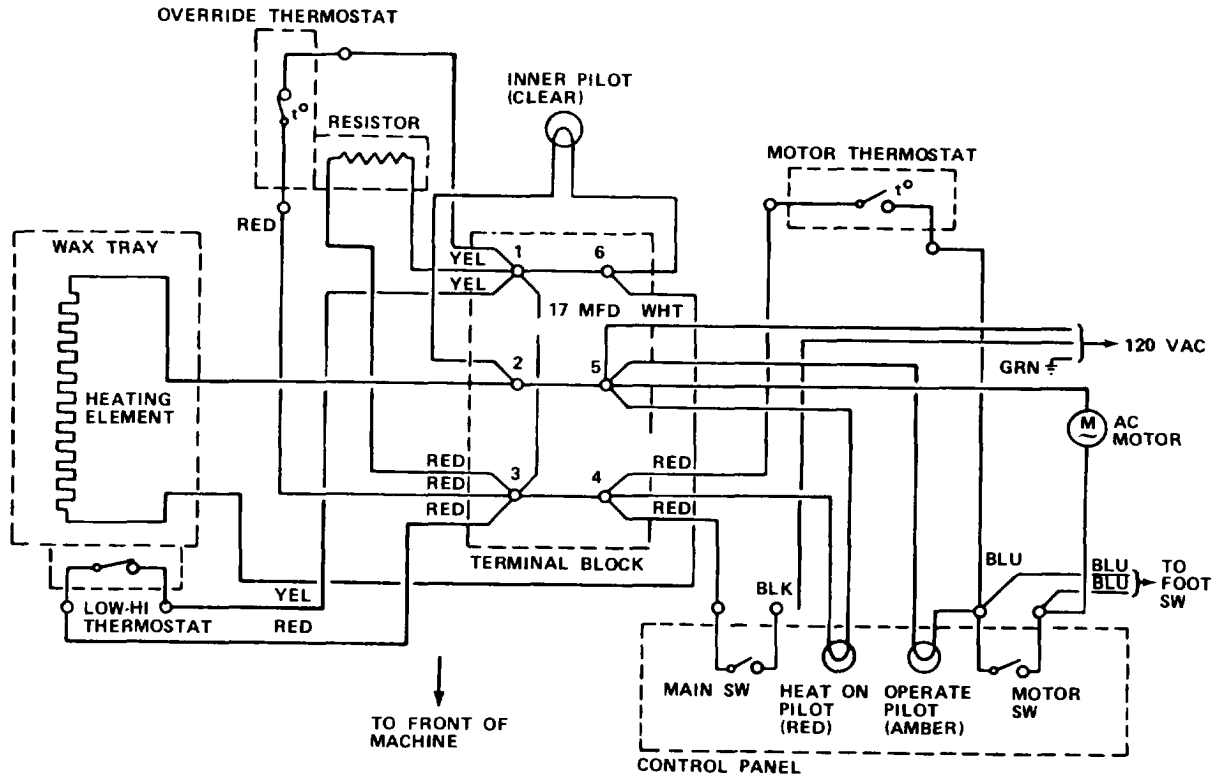 OVERRIDE THERMOSTAT
INNER PILOT
(CLEAR)
t°
RESISTOR
MOTOR THERMOSTAT
t°
RED
WAX TRAY
1
6
YEL
YEL
17 MFD
WHT
120 VAC
GRN
2
5
HEATING
ELEMENT
M
AC
MOTOR
RED
3
4
RED
RED
RED
RED
TERMINAL BLOCK
BLU
BLU
BLU
TO
FOOT
SW
BLK
YEL
LOW-HI
THERMOSTAT
RED
MAIN SW
HEAT ON
PILOT
(RED)
OPERATE
PILOT
(AMBER)
MOTOR
SW
TO FRONT OF
MACHINE
CONTROL PANEL